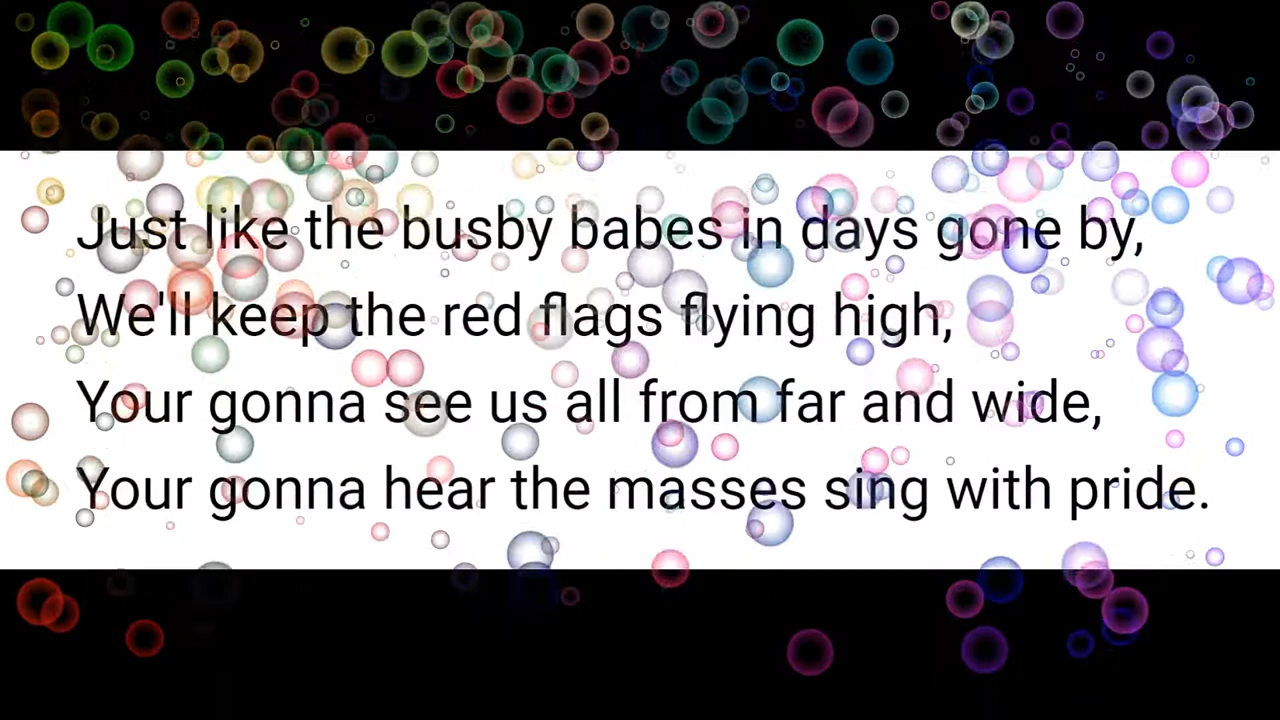 Just like the busby babes in days gone by,
We'll keep the red flags flying high,
Your gonna see us all from far and wide,
Your gonna hear the masses sing with pride.